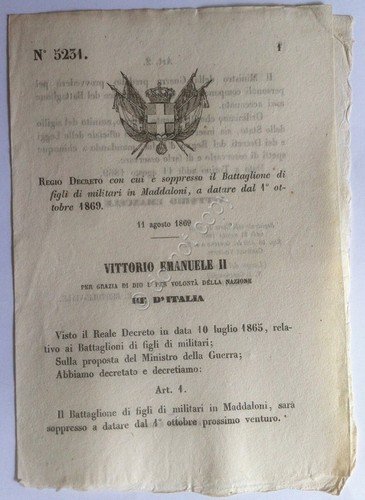 N° 5231.
1
REGIO DECRETO con cui è soppresso il Battaglione di
figli di militari in Maddaloni, a datare dal 1° ot-
tobre 1869.
11 agosto 1869
VITTORIO EMANUELE II
PER GRAZIA DI DIO E PER VOLONTÀ DELLA NAZIONE
RE D'ITALIA
Visto il Reale Decreto in data 10 luglio 1865, rela-
tivo ai Battaglioni di figli di militari;
Sulla proposta del Ministro della Guerra;
Abbiamo decretato e decretiamo:
Art. 1.
Il Battaglione di figli di militari in Maddaloni, sarà
soppresso a datare dal 1° ottobre prossimo venturo.